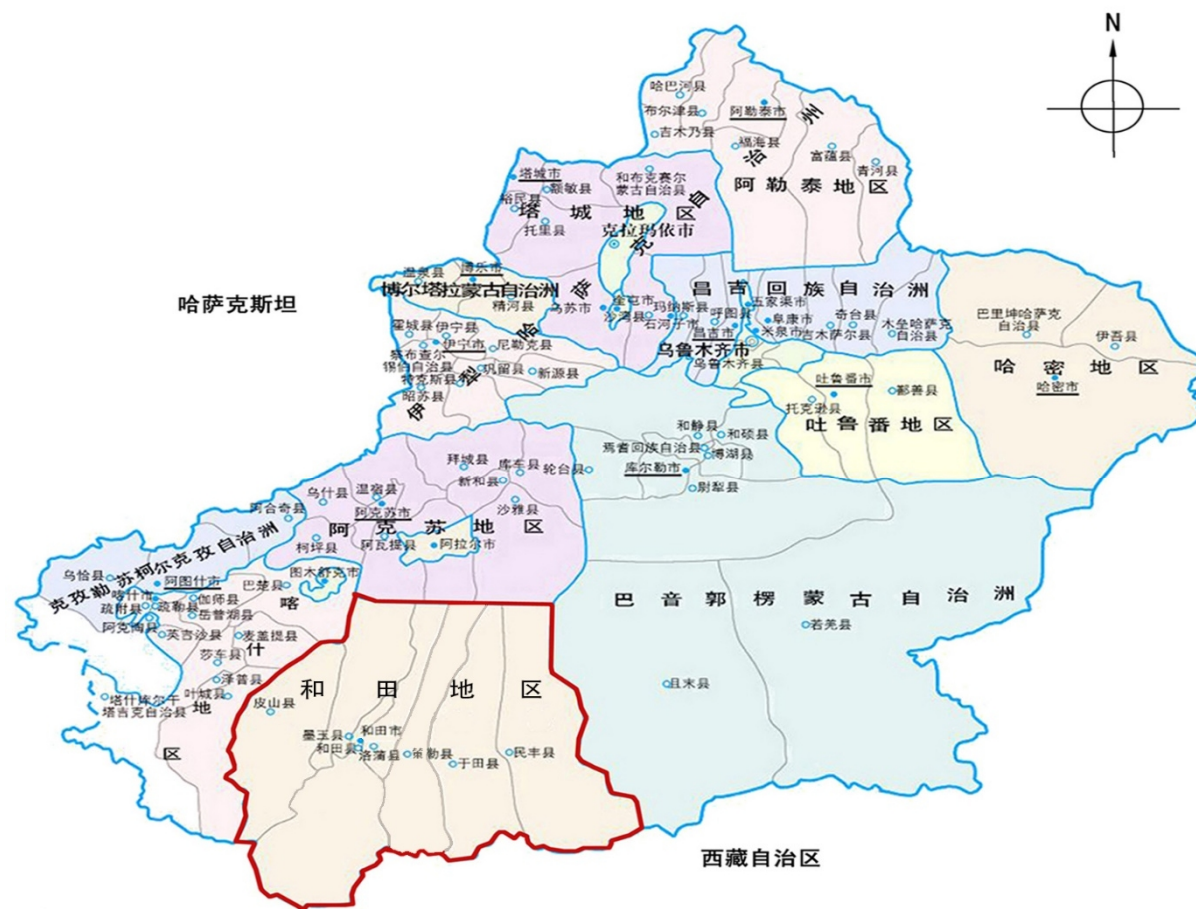 N
哈巴河县
布尔津县
阿勒泰市
吉木乃县
福海县
富蕴县
青河县
阿勒泰地区
塔城市
额敏县
和布克赛尔
蒙古自治县
裕民县
塔城地区
托里县
克拉玛依市
伊犁哈萨克自治州
温泉县
博乐市
博尔塔拉蒙古自治洲
精河县
乌苏市
奎屯市
沙湾县
玛纳斯县
石河子市
昌吉回族自治洲
呼图县
昌吉市
五家渠市
阜康市
米泉市
奇台县
吉木萨尔县
木垒哈萨克
自治县
乌鲁木齐市
乌鲁木齐县
巴里坤哈萨克
自治县
伊吾县
哈密地区
哈密市
哈萨克斯坦
霍城县
伊宁县
伊宁市
察布查尔
锡伯自治县
尼勒克县
巩留县
新源县
特克斯县
昭苏县
吐鲁番市
鄯善县
托克逊县
吐鲁番地区
和静县
和硕县
焉耆回族自治县
博湖县
库尔勒市
尉犁县
轮台县
拜城县
库车县
新和县
沙雅县
乌什县
温宿县
阿克苏市
阿克苏地区
柯坪县
阿瓦提县
阿拉尔市
阿合奇县
克孜勒苏柯尔克孜自治洲
乌恰县
阿图什市
喀什市
疏附县
疏勒县
伽师县
岳普湖县
阿克陶县
英吉沙县
巴楚县
图木舒克市
麦盖提县
莎车县
泽普县
叶城县
塔什库尔干
塔吉克自治县
喀什地区
巴音郭楞蒙古自治洲
若羌县
且末县
和田地区
皮山县
墨玉县
和田市
和田县
洛蒲县
策勒县
于田县
民丰县
西藏自治区